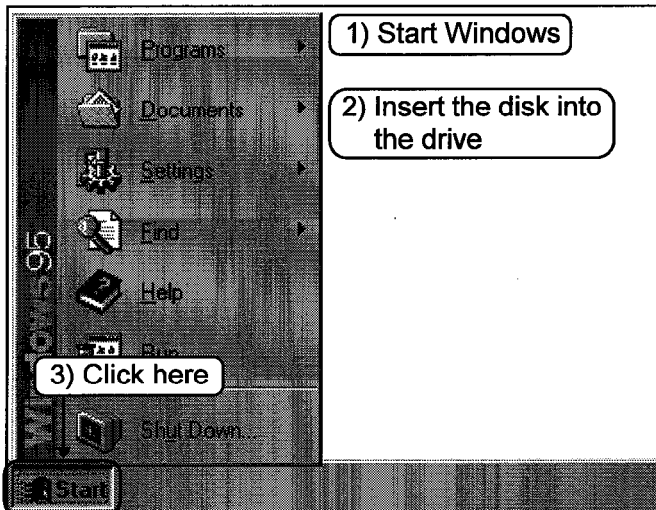 1) Start Windows
2) Insert the disk into
the drive
Programs
Documents
Settings
Find
Help
Run...
3) Click here
Shut Down...
Start
Windows 95